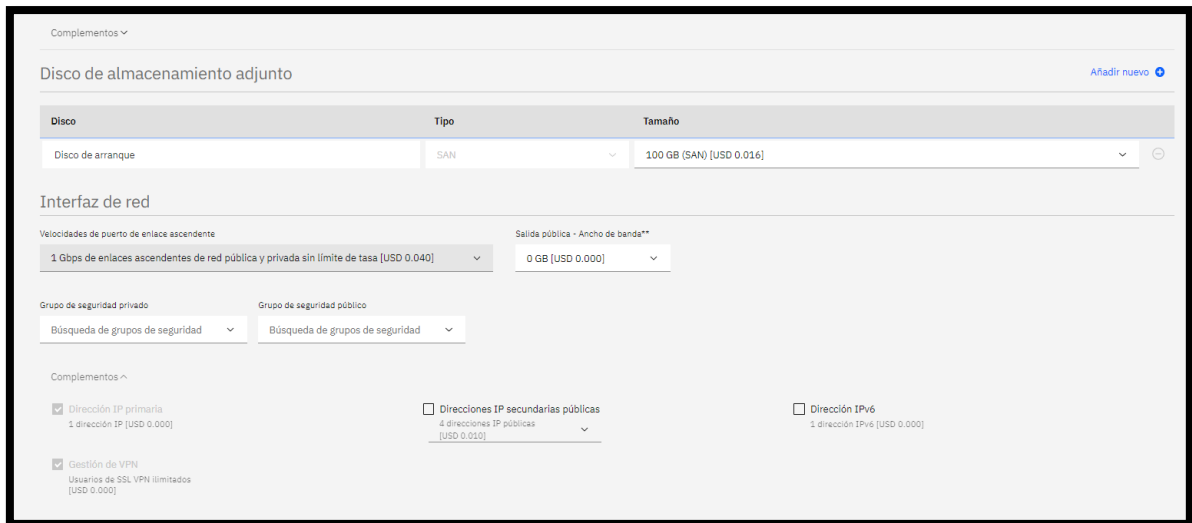 Complementos
Disco de almacenamiento adjunto
Añadir nuevo
Disco Tipo Tamaño
Disco de arranque SAN 100 GB (SAN) [USD 0.016]
Interfaz de red
Velocidades de puerto de enlace ascendente Salida pública - Ancho de banda**
1 Gbps de enlaces ascendentes de red pública y privada sin límite de tasa [USD 0.040] 0 GB [USD 0.000]
Grupo de seguridad privado Grupo de seguridad público
Búsqueda de grupos de seguridad Búsqueda de grupos de seguridad
Complementos
Dirección IP primaria Direcciones IP secundarias públicas Dirección IPv6
1 dirección IP [USD 0.000] 4 direcciones IP públicas 1 dirección IPv6 [USD 0.000]
[USD 0.010]
Gestión de VPN
Usuarios de SSL VPN ilimitados
[USD 0.000]